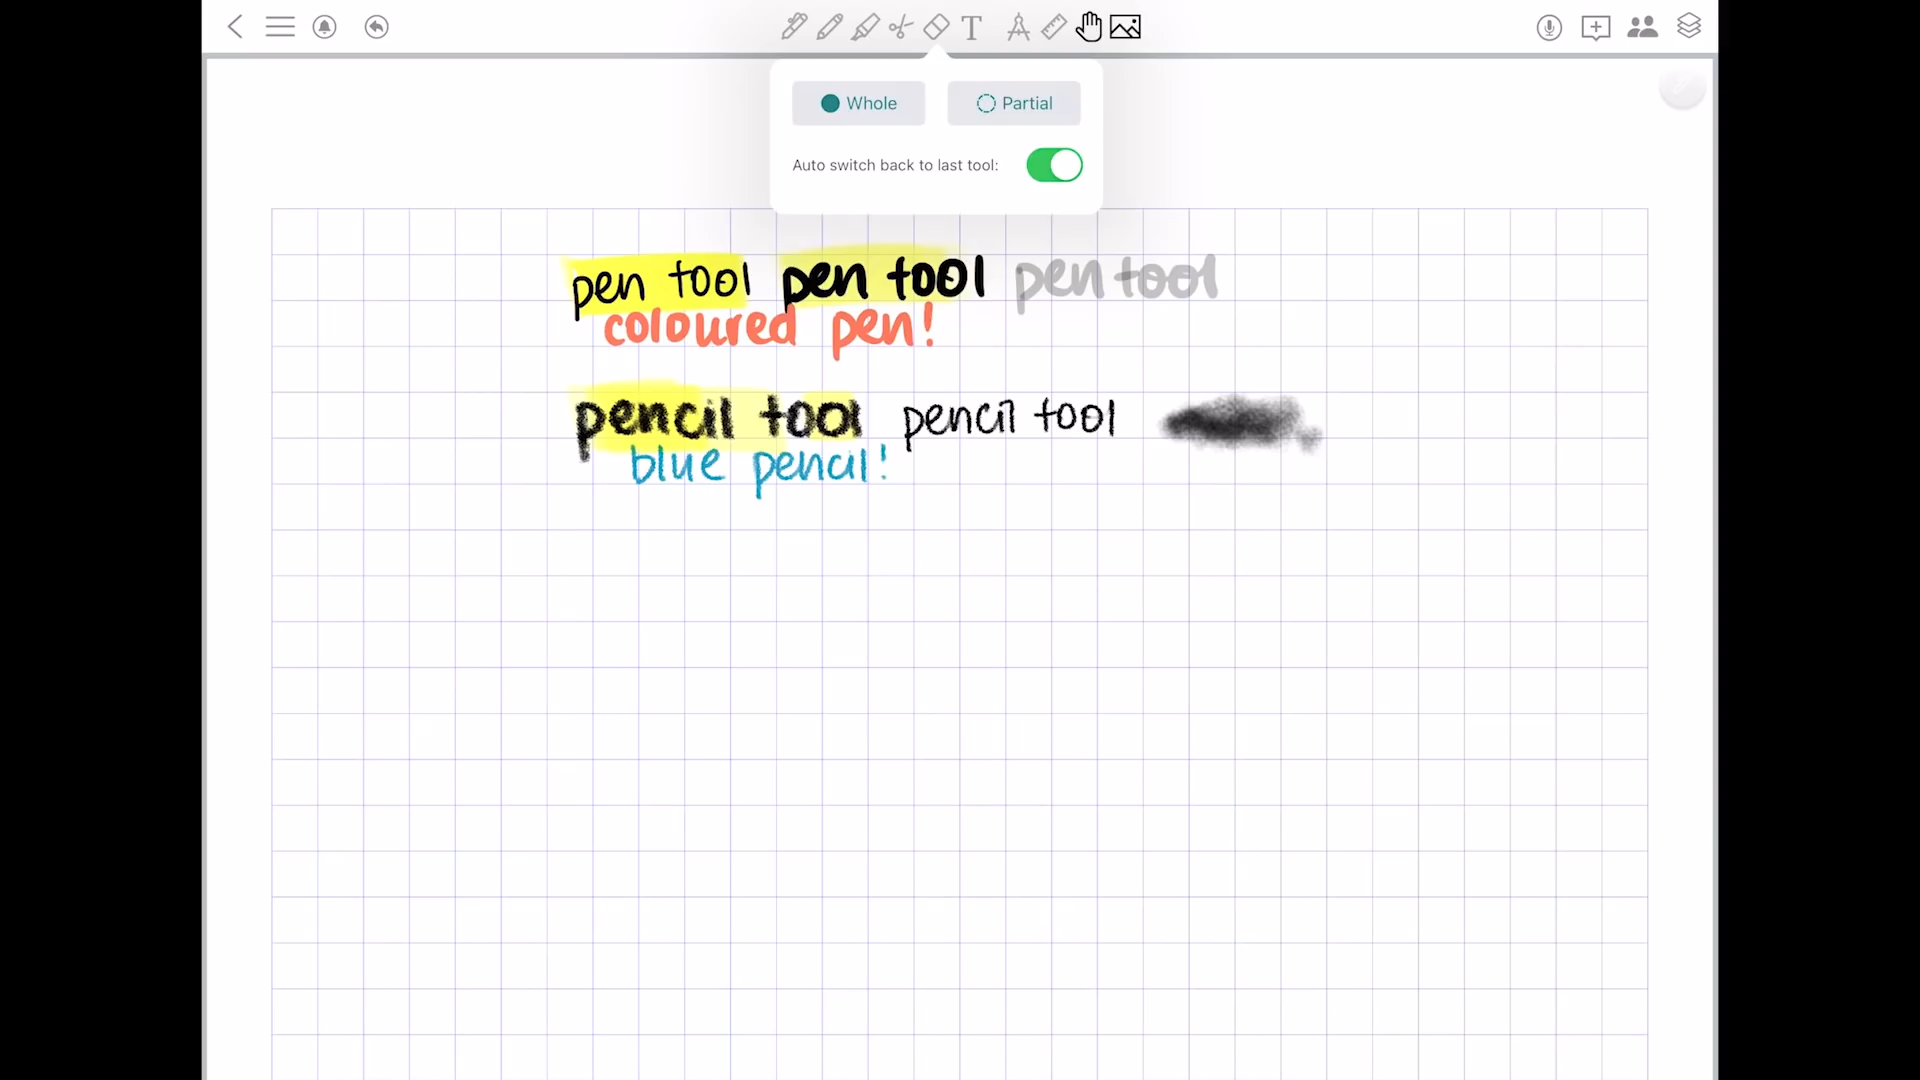 T
Whole Partial
Auto switch back to last tool:
pen tool pen tool pen tool
coloured pen!
pencil tool pencil tool
blue pencil!